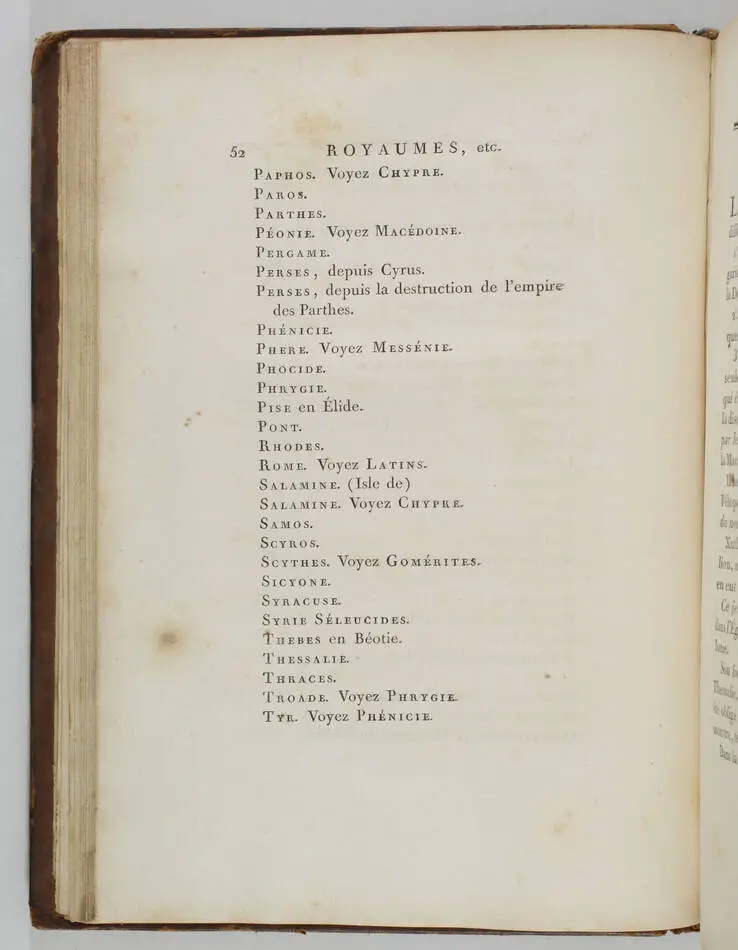 52 ROYAUMES, etc.
PAPHOS. Voyez CHYPRE.
PAROS.
PARTHES.
PÉONIE. Voyez MACÉDOINE.
PERGAME.
PERSES, depuis Cyrus.
PERSES, depuis la destruction de l'empire
des Parthes.
PHÉNICIE.
PHERE. Voyez MESSÉNIE.
PHOCIDE.
PHRYGIE.
PISE en Élide.
PONT.
RHODES.
ROME. Voyez LATINS.
SALAMINE. (Isle de)
SALAMINE. Voyez CHYPRE.
SAMOS.
SCYROS.
SCYTHES. Voyez GOMÉRITES.
SICYONE.
SYRACUSE.
SYRIE SÉLEUCIDES.
THEBES en Béotie.
THESSALIE.
THRACES.
TROADE. Voyez PHRYGIE.
TYR. Voyez PHÉNICIE.